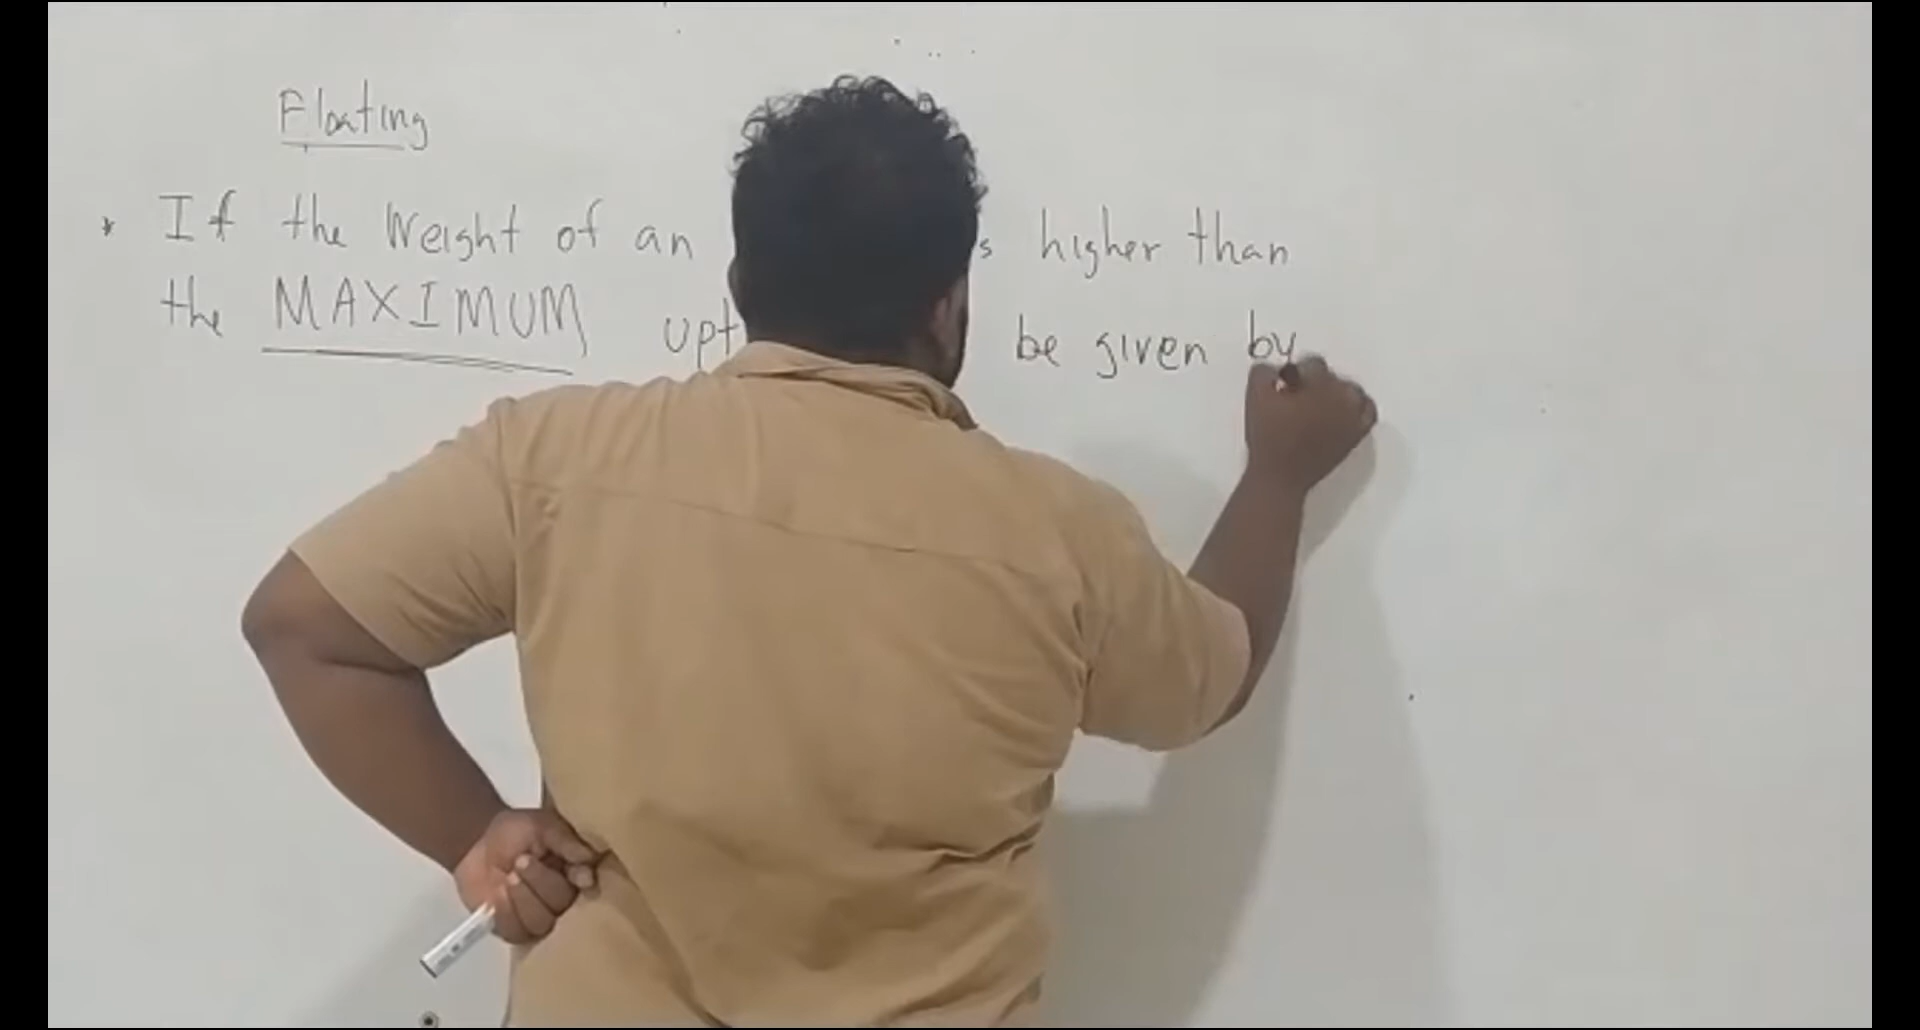 Floating
* If the Weight of an s higher than
the MAXIMUM upt be given by